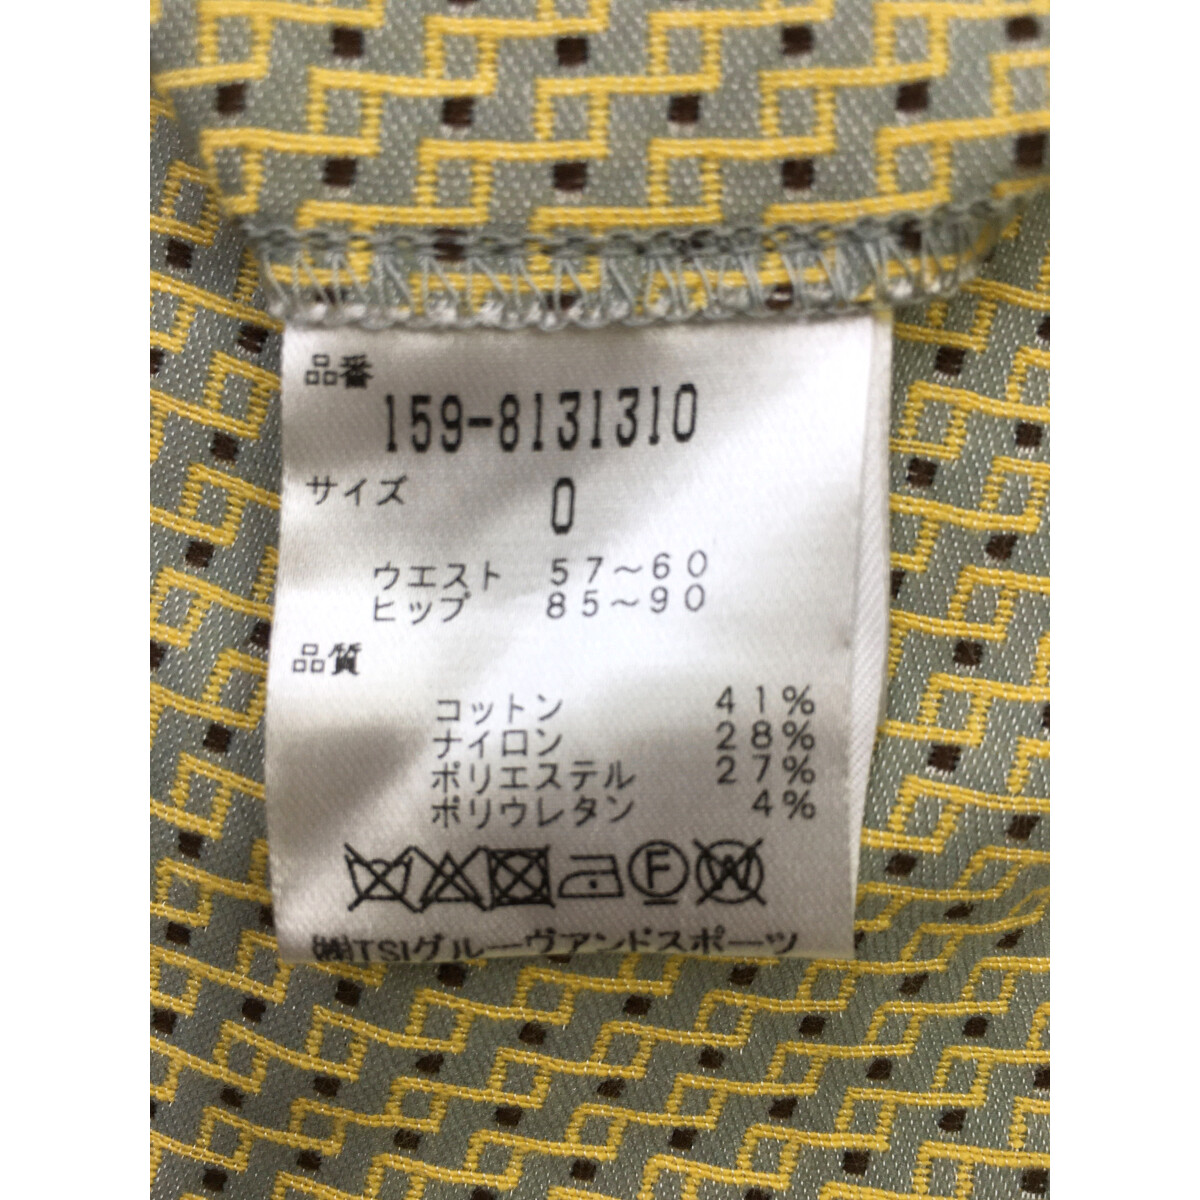 品番
159-8131310
サイズ
0
ウエスト 57〜60
ヒップ 85〜90
品質
コットン 41%
ナイロン 28%
ポリエステル 27%
ポリウレタン 4%
F W
㈱TSIグルーヴアンドスポーツ